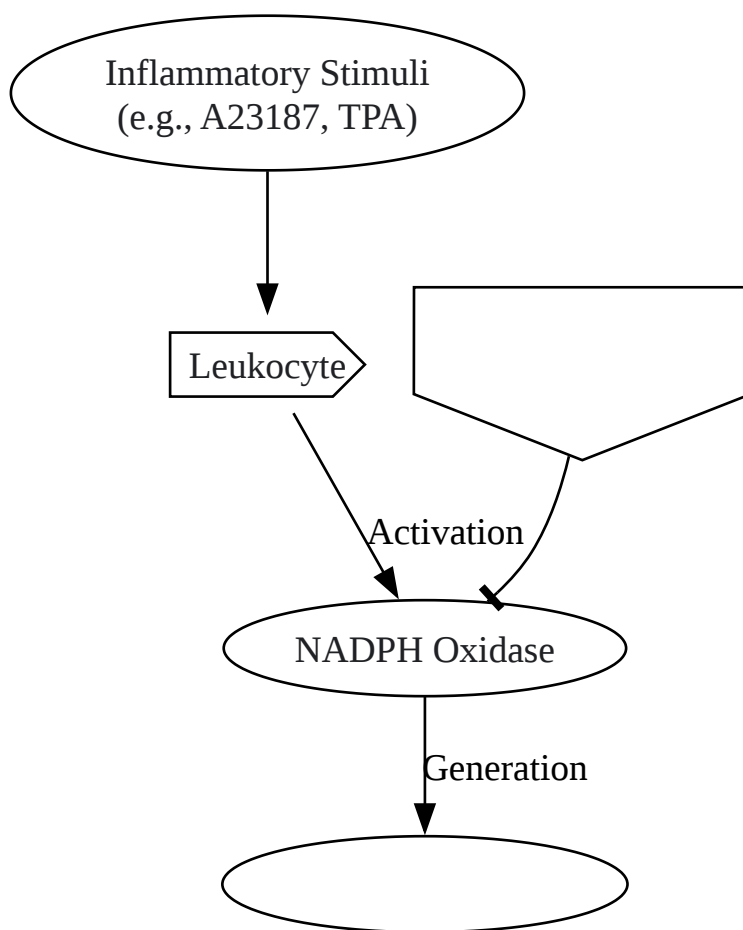 Inflammatory Stimuli
(e.g., A23187, TPA)
Leukocyte
Activation
NADPH Oxidase
Generation